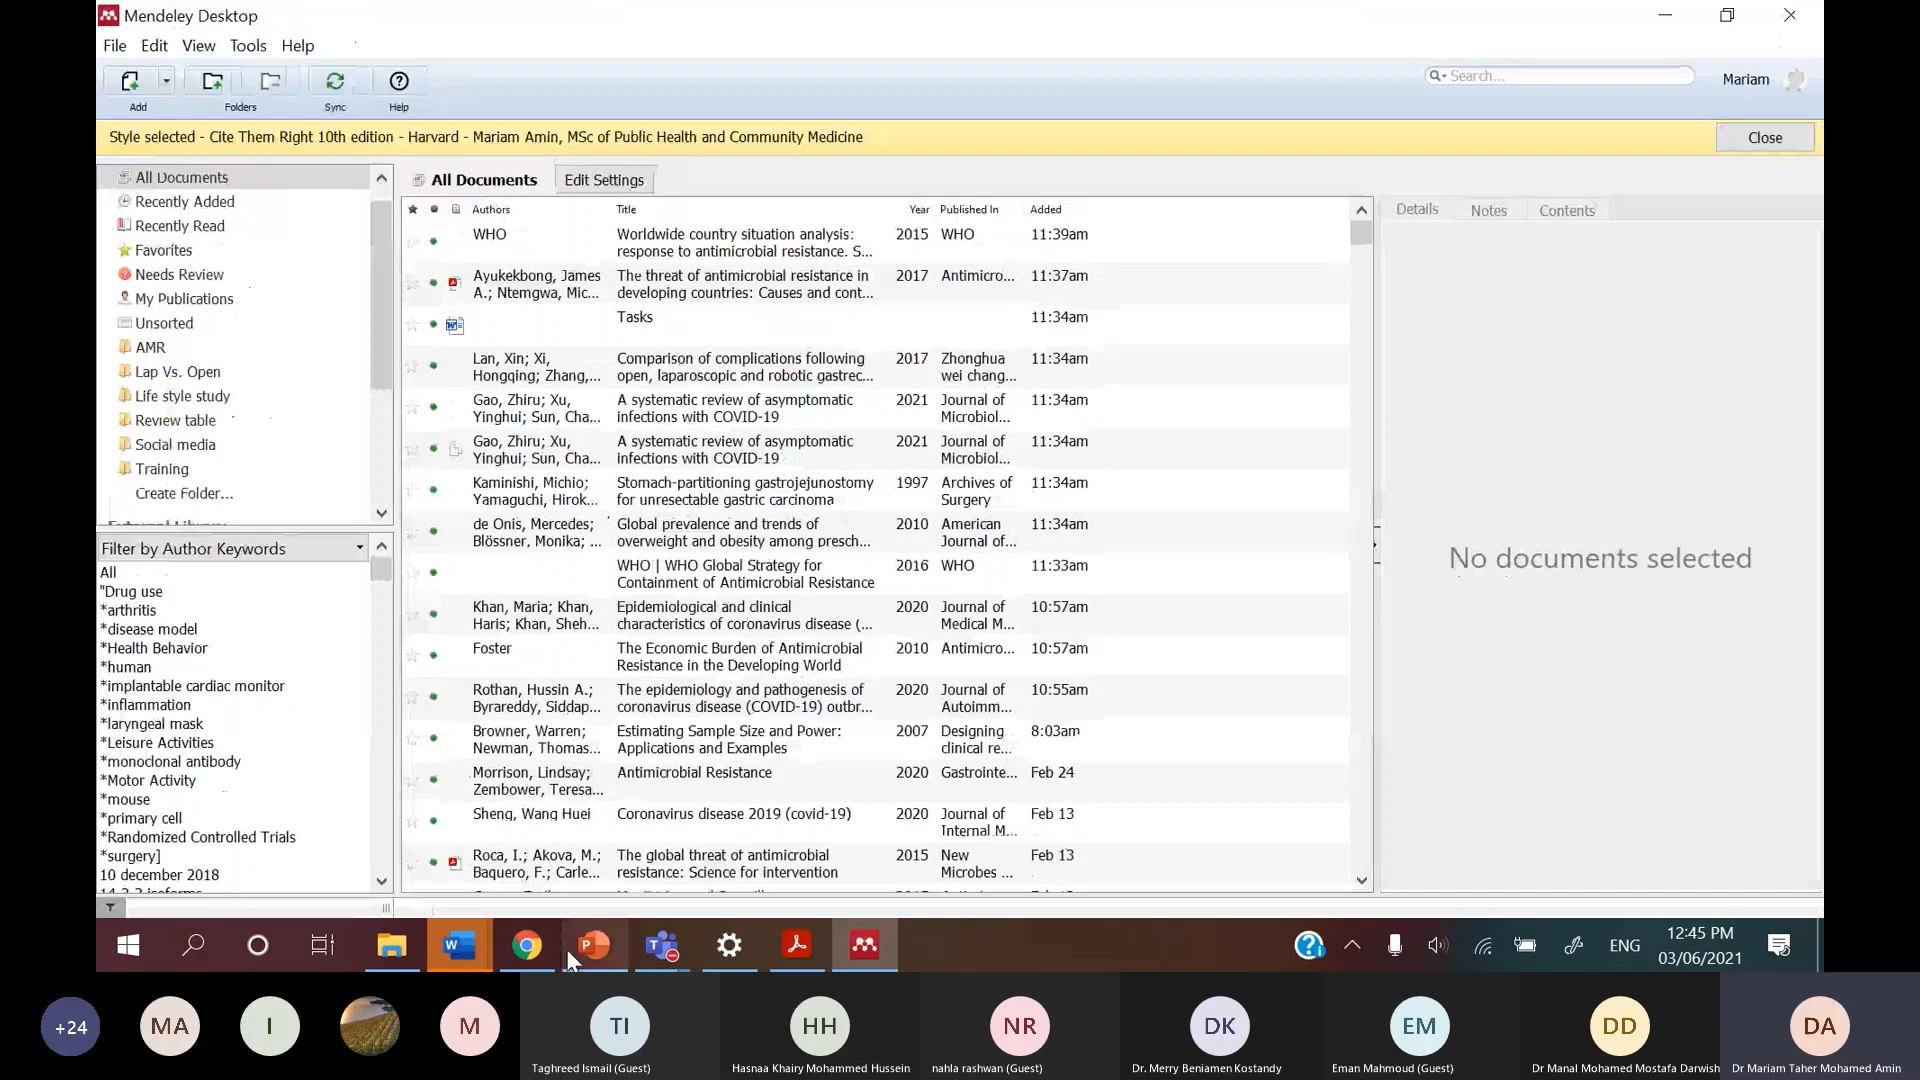 Mendeley Desktop
File Edit View Tools Help
Search...
Mariam
Add
Folders
Sync
Help
Style selected - Cite Them Right 10th edition - Harvard - Mariam Amin, MSc of Public Health and Community Medicine
Close
All Documents
Recently Added
Recently Read
Favorites
Needs Review
My Publications
Unsorted
AMR
Lap Vs. Open
Life style study
Review table
Social media
Training
Create Folder...
Filter by Author Keywords
All
"Drug use
*arthritis
*disease model
*Health Behavior
*human
*implantable cardiac monitor
*inflammation
*laryngeal mask
*Leisure Activities
*monoclonal antibody
*Motor Activity
*mouse
*primary cell
*Randomized Controlled Trials
*surgery]
10 december 2018
All Documents Edit Settings
Authors Title Year Published In Added
WHO Worldwide country situation analysis: 2015 WHO 11:39am
response to antimicrobial resistance. S...
Ayukekbong, James The threat of antimicrobial resistance in 2017 Antimicro... 11:37am
A.; Ntemgwa, Mic... developing countries: Causes and cont...
Tasks 11:34am
Lan, Xin; Xi, Comparison of complications following 2017 Zhonghua 11:34am
Hongqing; Zhang,... open, laparoscopic and robotic gastrec... wei chang...
Gao, Zhiru; Xu, A systematic review of asymptomatic 2021 Journal of 11:34am
Yinghui; Sun, Cha... infections with COVID-19 Microbiol...
Gao, Zhiru; Xu, A systematic review of asymptomatic 2021 Journal of 11:34am
Yinghui; Sun, Cha... infections with COVID-19 Microbiol...
Kaminishi, Michio; Stomach-partitioning gastrojejunostomy 1997 Archives of 11:34am
Yamaguchi, Hirok... for unresectable gastric carcinoma Surgery
de Onis, Mercedes; Global prevalence and trends of 2010 American 11:34am
Blössner, Monika; ... overweight and obesity among presch... Journal of...
WHO | WHO Global Strategy for 2016 WHO 11:33am
Containment of Antimicrobial Resistance
Khan, Maria; Khan, Epidemiological and clinical 2020 Journal of 10:57am
Haris; Khan, Sheh... characteristics of coronavirus disease (... Medical M...
Foster The Economic Burden of Antimicrobial 2010 Antimicro... 10:57am
Resistance in the Developing World
Rothan, Hussin A.; The epidemiology and pathogenesis of 2020 Journal of 10:55am
Byrareddy, Siddap... coronavirus disease (COVID-19) outbr... Autoimm...
Browner, Warren; Estimating Sample Size and Power: 2007 Designing 8:03am
Newman, Thomas... Applications and Examples clinical re...
Morrison, Lindsay; Antimicrobial Resistance 2020 Gastrointe... Feb 24
Zembower, Teresa...
Sheng, Wang Huei Coronavirus disease 2019 (covid-19) 2020 Journal of Feb 13
Internal M...
Roca, I.; Akova, M.; The global threat of antimicrobial 2015 New Feb 13
Baquero, F.; Carle... resistance: Science for intervention Microbes ...
Details Notes Contents
No documents selected
ENG
12:45 PM
03/06/2021
+24
MA
I
M
TI
Taghreed Ismail (Guest)
HH
Hasnaa Khairy Mohammed Hussein
NR
nahla rashwan (Guest)
DK
Dr. Merry Beniamen Kostandy
EM
Eman Mahmoud (Guest)
DD
Dr Manal Mohamed Mostafa Darwish
DA
Dr Mariam Taher Mohamed Amin